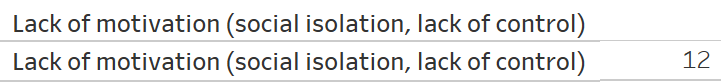 Lack of motivation (social isolation, lack of control)
Lack of motivation (social isolation, lack of control) 12